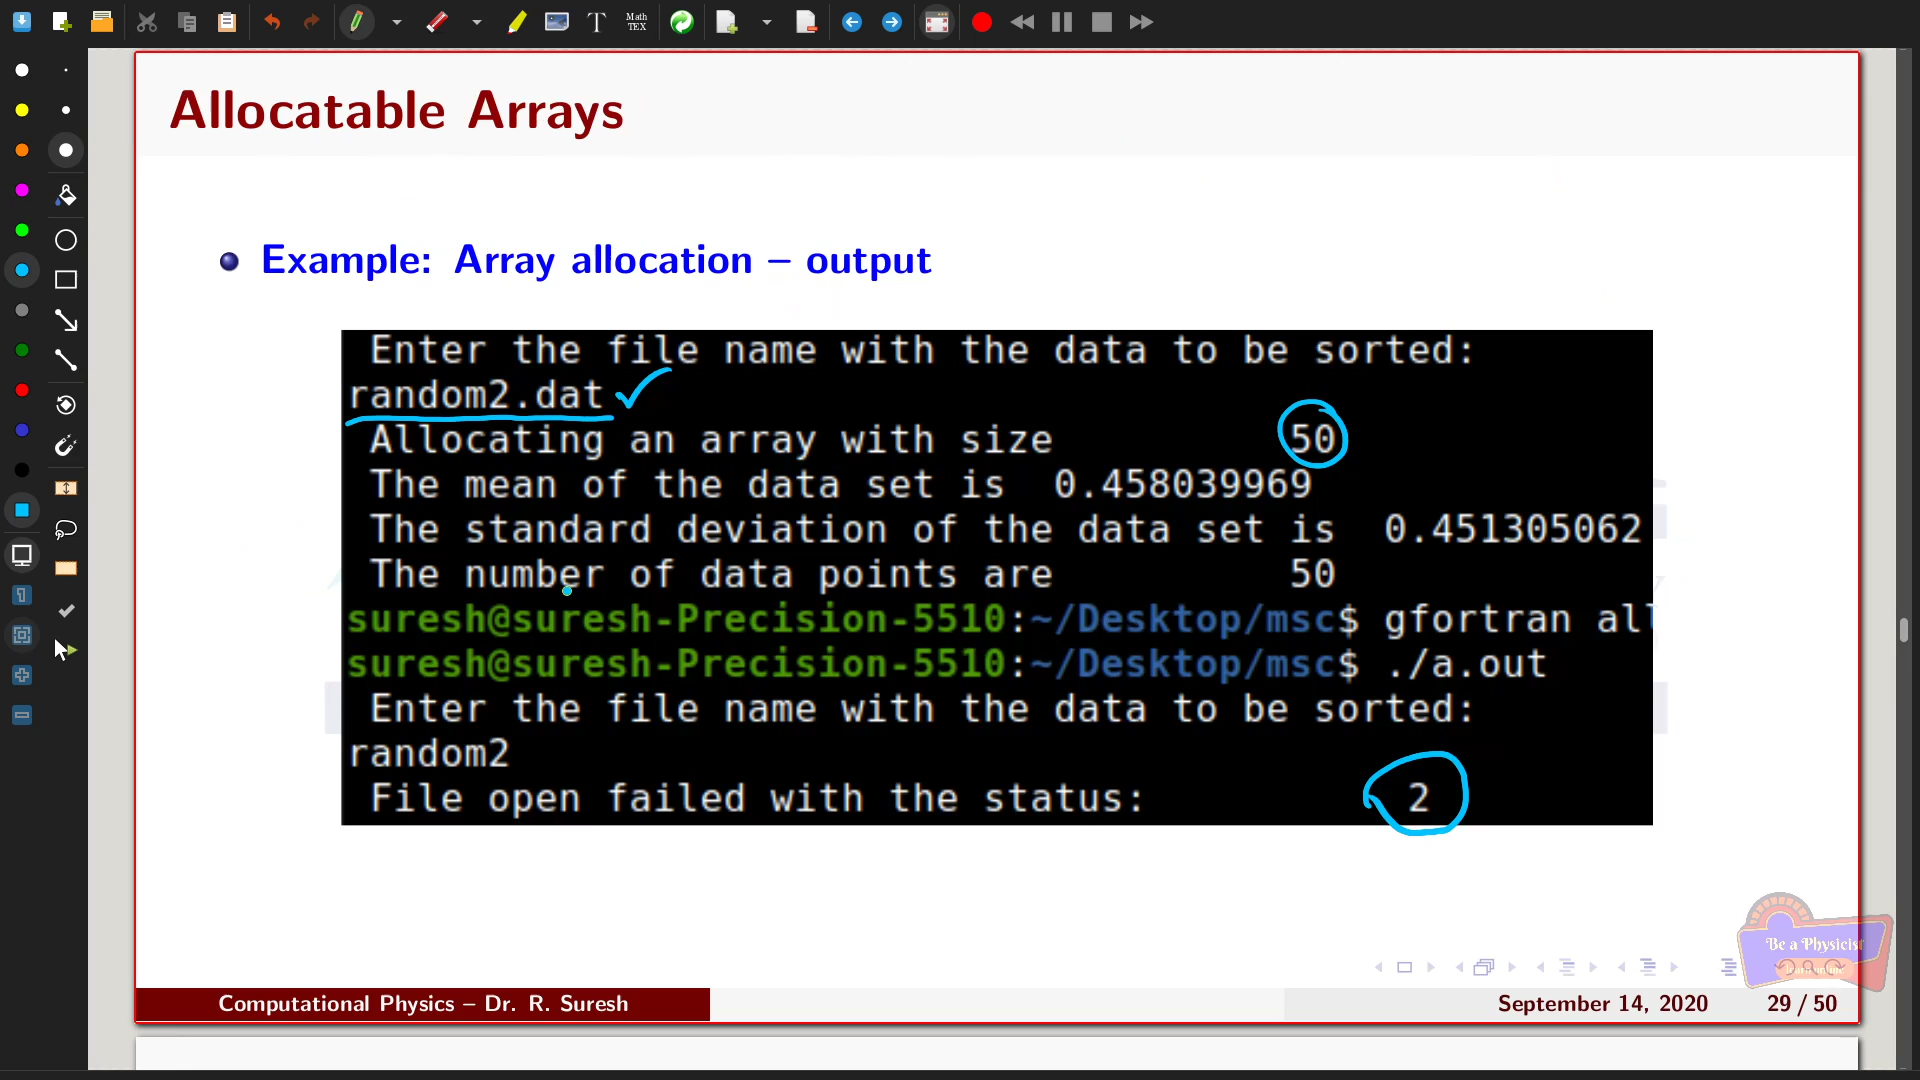 Math
TEX
T
Allocatable Arrays
Example: Array allocation – output
Enter the file name with the data to be sorted:
random2.dat
Allocating an array with size 50
The mean of the data set is 0.458039969
The standard deviation of the data set is 0.451305062
The number of data points are 50
suresh@suresh-Precision-5510:~/Desktop/msc$ gfortran all
suresh@suresh-Precision-5510:~/Desktop/msc$ ./a.out
Enter the file name with the data to be sorted:
random2
File open failed with the status: 2
Be a Physicist
Computational Physics – Dr. R. Suresh
September 14, 2020
29 / 50